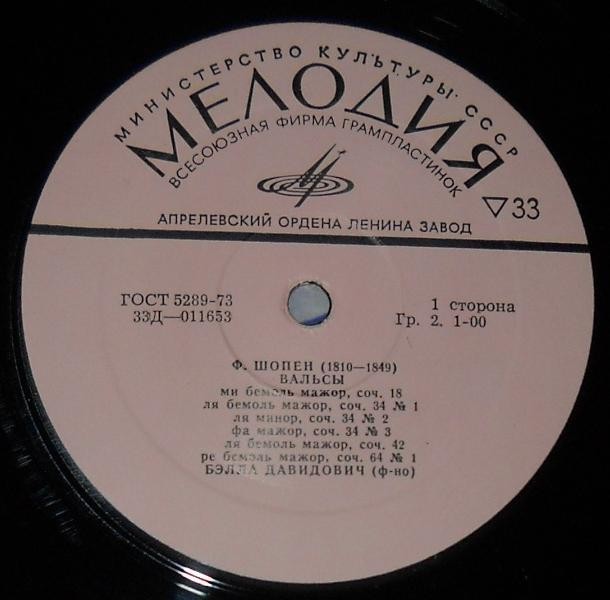 МИНИСТЕРСТВО КУЛЬТУРЫ СССР
МЕЛОДИЯ
ВСЕСОЮЗНАЯ ФИРМА ГРАМПЛАСТИНОК
▽33
АПРЕЛЕВСКИЙ ОРДЕНА ЛЕНИНА ЗАВОД
ГОСТ 5289-73
33Д—011653
1 сторона
Гр. 2. 1-00
Ф. ШОПЕН (1810—1849)
ВАЛЬСЫ
ми бемоль мажор, соч. 18
ля бемоль мажор, соч. 34 № 1
ля минор, соч. 34 № 2
фа мажор, соч. 34 № 3
ля бемоль мажор, соч. 42
ре бемоль мажор, соч. 64 № 1
БЭЛЛА ДАВИДОВИЧ (ф-но)